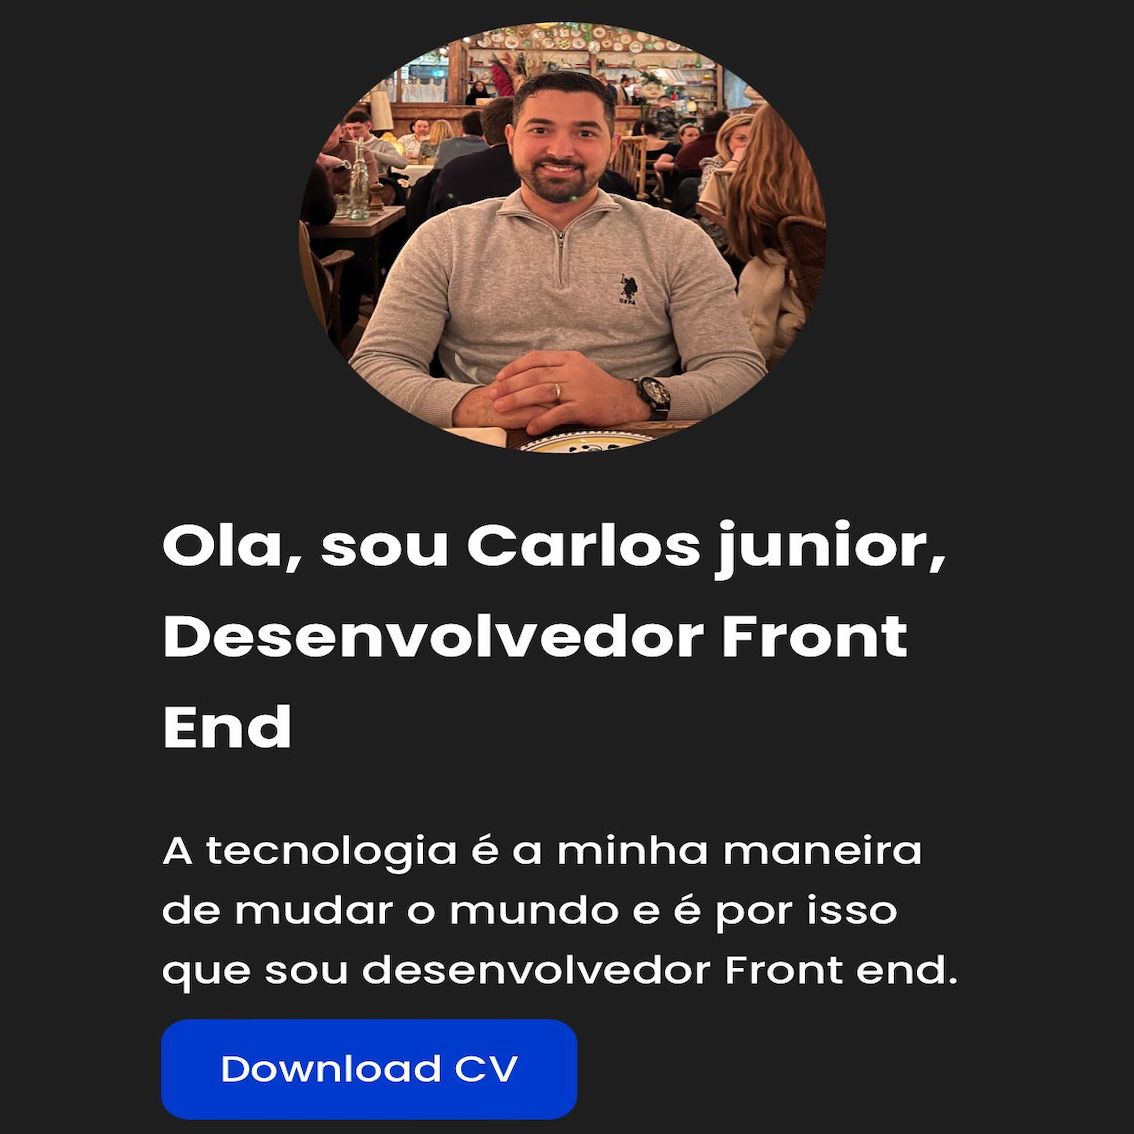 USPA
Ola, sou Carlos junior,
Desenvolvedor Front
End
A tecnologia é a minha maneira
de mudar o mundo e é por isso
que sou desenvolvedor Front end.
Download CV